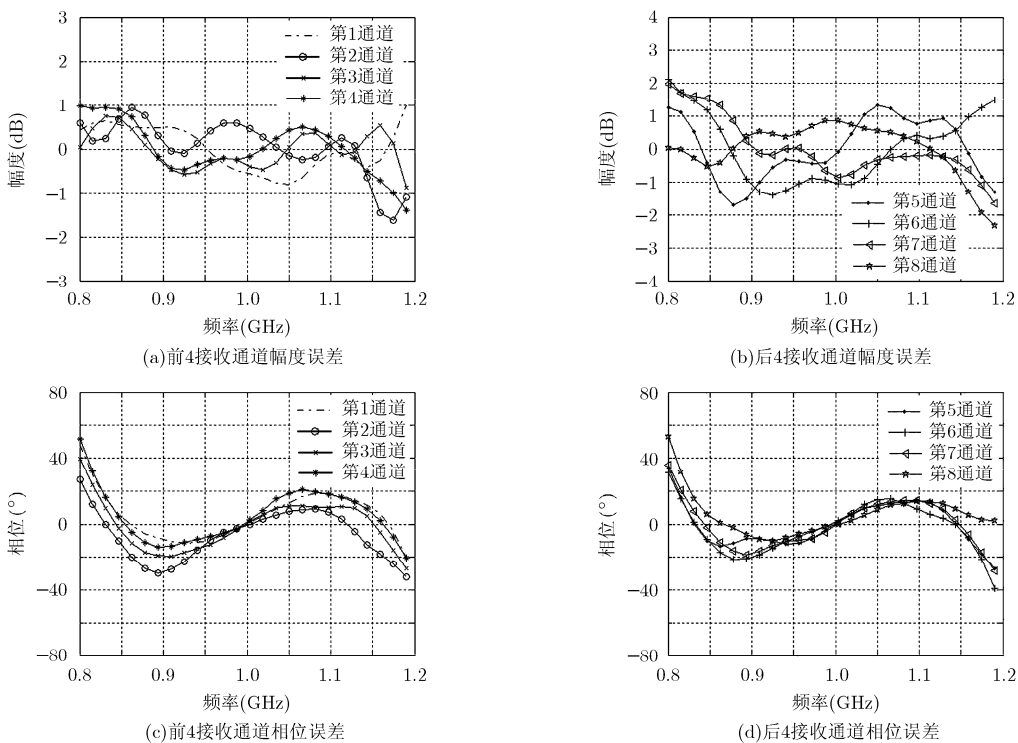 3
2
1
0
−1
−2
−3
幅度(dB)
第1通道
第2通道
第3通道
第4通道
0.8
0.9
1.0
1.1
1.2
频率(GHz)
(a)前4接收通道幅度误差
4
3
2
1
0
−1
−2
−3
−4
幅度(dB)
第5通道
第6通道
第7通道
第8通道
0.8
0.9
1.0
1.1
1.2
频率(GHz)
(b)后4接收通道幅度误差
80
40
0
−40
−80
相位(°)
第1通道
第2通道
第3通道
第4通道
0.8
0.9
1.0
1.1
1.2
频率(GHz)
(c)前4接收通道相位误差
80
40
0
−40
−80
相位(°)
第5通道
第6通道
第7通道
第8通道
0.8
0.9
1.0
1.1
1.2
频率(GHz)
(d)后4接收通道相位误差